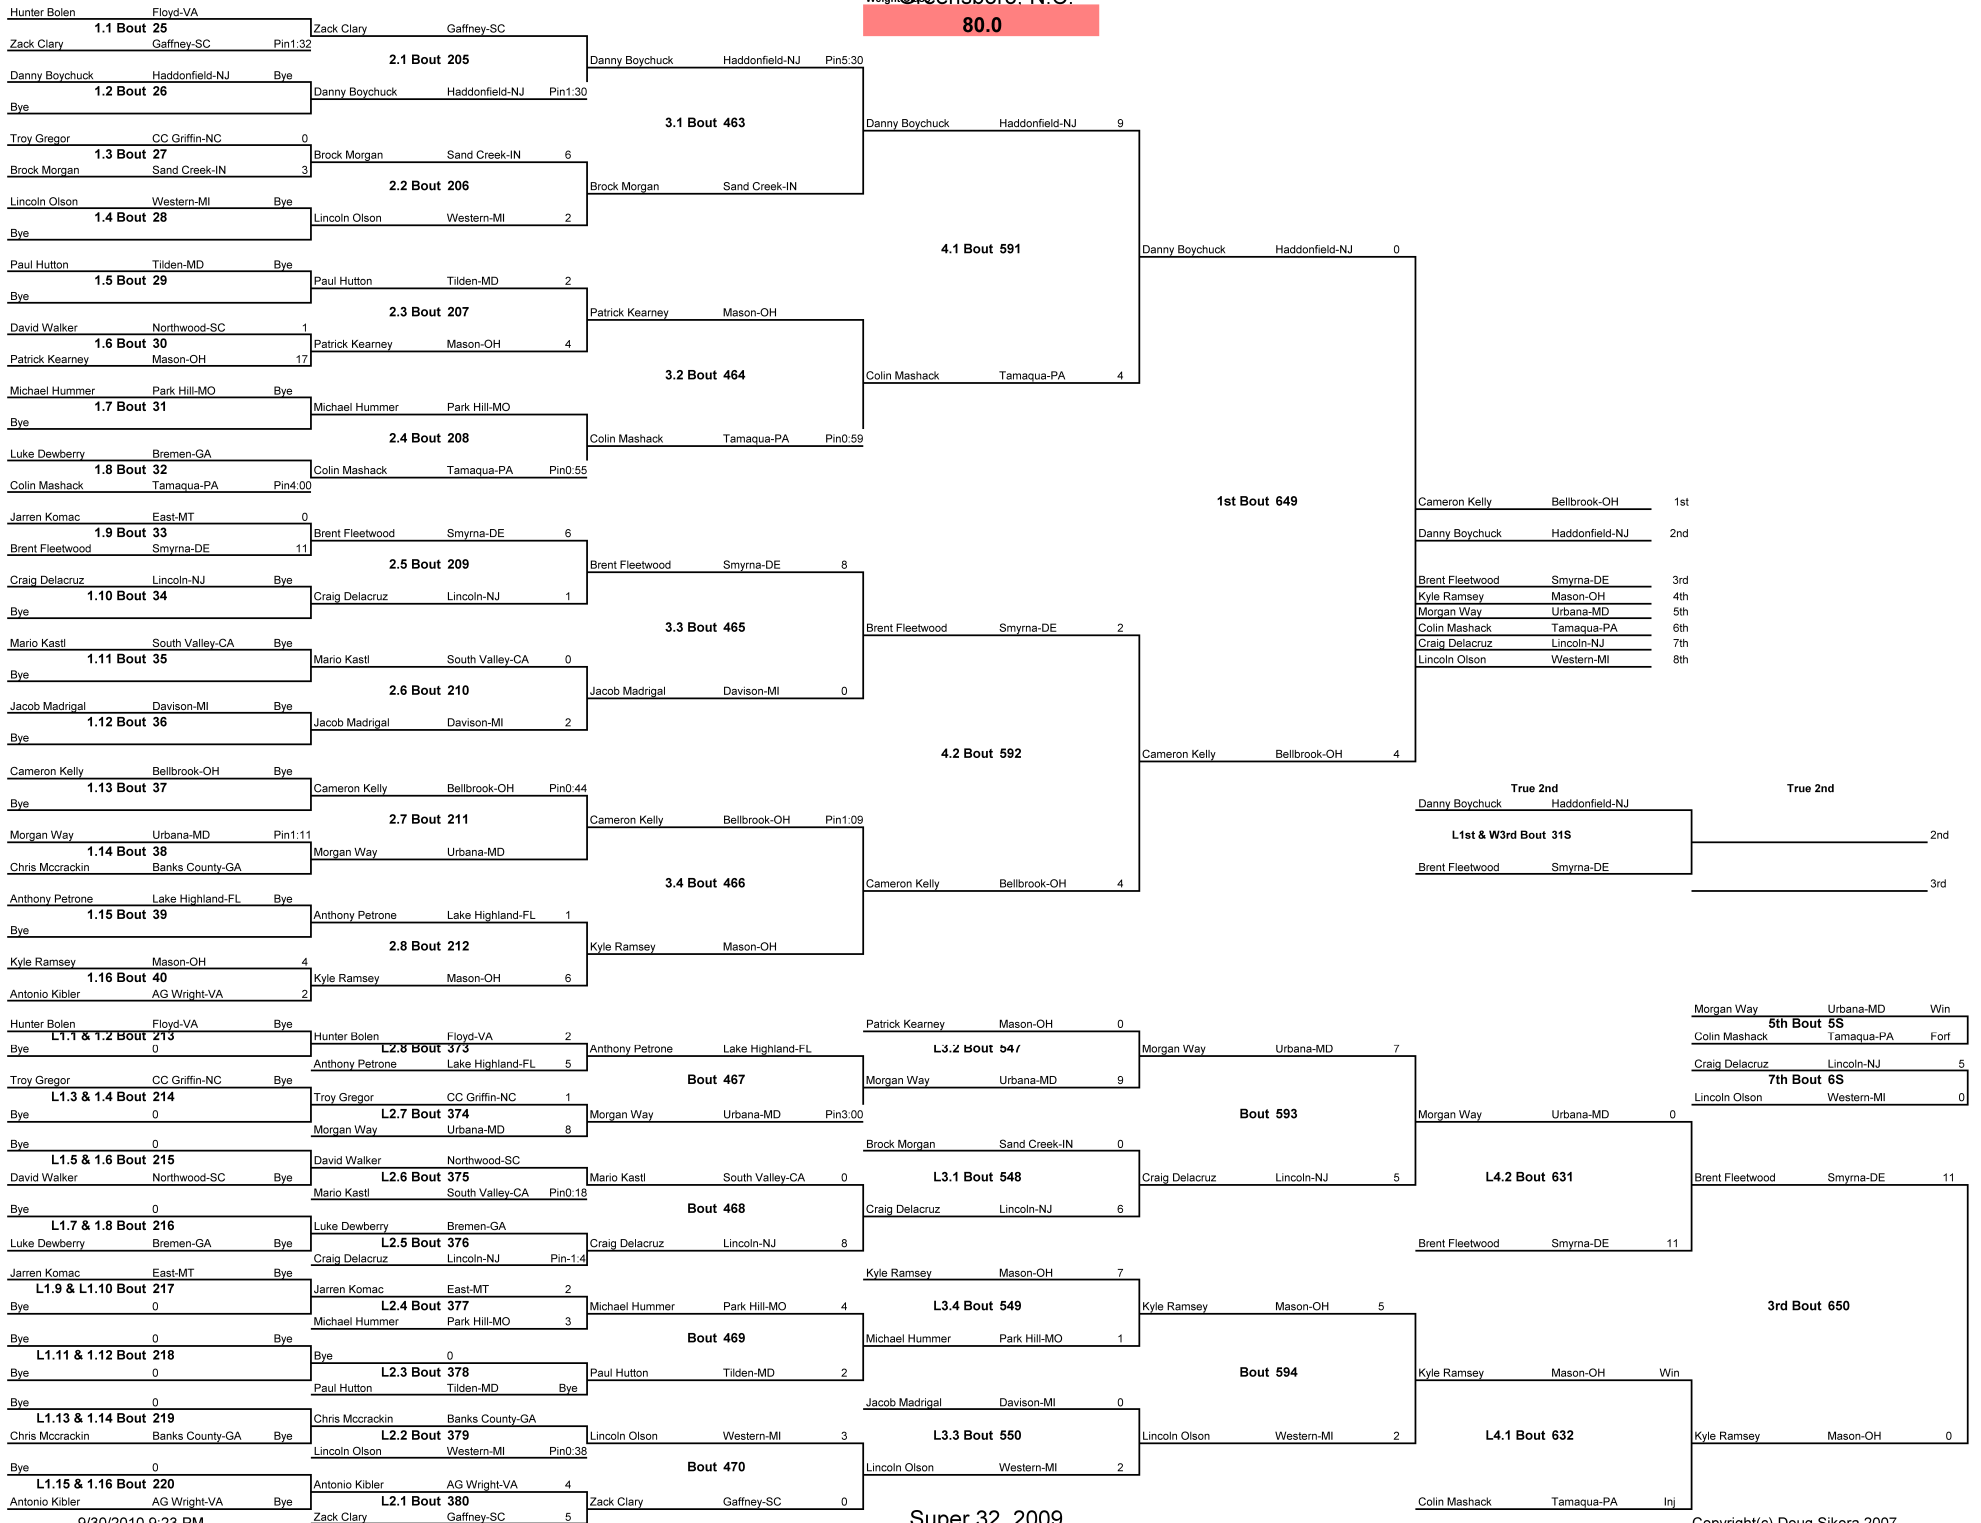 Greensboro, N.C.
80.0
Hunter Bolen Floyd-VA
1.1 Bout 25
Zack Clary Gaffney-SC Pin1:32
Danny Boychuck Haddonfield-NJ Bye
1.2 Bout 26
Bye
Troy Gregor CC Griffin-NC 0
1.3 Bout 27
Brock Morgan Sand Creek-IN 3
Lincoln Olson Western-MI Bye
1.4 Bout 28
Bye
Paul Hutton Tilden-MD Bye
1.5 Bout 29
Bye
David Walker Northwood-SC 1
1.6 Bout 30
Patrick Kearney Mason-OH 17
Michael Hummer Park Hill-MO Bye
1.7 Bout 31
Bye
Luke Dewberry Bremen-GA
1.8 Bout 32
Colin Mashack Tamaqua-PA Pin4:00
Jarren Komac East-MT 0
1.9 Bout 33
Brent Fleetwood Smyrna-DE 11
Craig Delacruz Lincoln-NJ Bye
1.10 Bout 34
Bye
Mario Kastl South Valley-CA Bye
1.11 Bout 35
Bye
Jacob Madrigal Davison-MI Bye
1.12 Bout 36
Bye
Cameron Kelly Bellbrook-OH Bye
1.13 Bout 37
Bye
Morgan Way Urbana-MD Pin1:11
1.14 Bout 38
Chris Mccrackin Banks County-GA
Anthony Petrone Lake Highland-FL Bye
1.15 Bout 39
Bye
Kyle Ramsey Mason-OH 4
1.16 Bout 40
Antonio Kibler AG Wright-VA 2
Zack Clary Gaffney-SC
2.1 Bout 205
Danny Boychuck Haddonfield-NJ Pin1:30
Brock Morgan Sand Creek-IN 6
2.2 Bout 206
Lincoln Olson Western-MI 2
Paul Hutton Tilden-MD 2
2.3 Bout 207
Patrick Kearney Mason-OH 4
Michael Hummer Park Hill-MO
2.4 Bout 208
Colin Mashack Tamaqua-PA Pin0:55
Brent Fleetwood Smyrna-DE 6
2.5 Bout 209
Craig Delacruz Lincoln-NJ 1
Mario Kastl South Valley-CA 0
2.6 Bout 210
Jacob Madrigal Davison-MI 2
Cameron Kelly Bellbrook-OH Pin0:44
2.7 Bout 211
Morgan Way Urbana-MD
Anthony Petrone Lake Highland-FL 1
2.8 Bout 212
Kyle Ramsey Mason-OH 6
Danny Boychuck Haddonfield-NJ Pin5:30
3.1 Bout 463
Brock Morgan Sand Creek-IN
Patrick Kearney Mason-OH
3.2 Bout 464
Colin Mashack Tamaqua-PA Pin0:59
Brent Fleetwood Smyrna-DE 8
3.3 Bout 465
Jacob Madrigal Davison-MI 0
Cameron Kelly Bellbrook-OH Pin1:09
3.4 Bout 466
Kyle Ramsey Mason-OH
Danny Boychuck Haddonfield-NJ 9
4.1 Bout 591
Colin Mashack Tamaqua-PA 4
Brent Fleetwood Smyrna-DE 2
4.2 Bout 592
Cameron Kelly Bellbrook-OH 4
Danny Boychuck Haddonfield-NJ 0
1st Bout 649
Cameron Kelly Bellbrook-OH 4
Cameron Kelly Bellbrook-OH 1st
Danny Boychuck Haddonfield-NJ 2nd
Brent Fleetwood Smyrna-DE 3rd
Kyle Ramsey Mason-OH 4th
Morgan Way Urbana-MD 5th
Colin Mashack Tamaqua-PA 6th
Craig Delacruz Lincoln-NJ 7th
Lincoln Olson Western-MI 8th
True 2nd True 2nd
Danny Boychuck Haddonfield-NJ
L1st & W3rd Bout 31S
Brent Fleetwood Smyrna-DE
2nd
3rd
Hunter Bolen Floyd-VA Bye
L1.1 & 1.2 Bout 213
Bye 0
Troy Gregor CC Griffin-NC Bye
L1.3 & 1.4 Bout 214
Bye 0
Bye 0
L1.5 & 1.6 Bout 215
David Walker Northwood-SC Bye
Bye 0
L1.7 & 1.8 Bout 216
Luke Dewberry Bremen-GA Bye
Jarren Komac East-MT Bye
L1.9 & L1.10 Bout 217
Bye 0
Bye 0 Bye
L1.11 & 1.12 Bout 218
Bye 0
Bye 0
L1.13 & 1.14 Bout 219
Chris Mccrackin Banks County-GA Bye
Bye 0
L1.15 & 1.16 Bout 220
Antonio Kibler AG Wright-VA Bye
Hunter Bolen Floyd-VA 2
L2.8 Bout 373
Anthony Petrone Lake Highland-FL 5
Troy Gregor CC Griffin-NC 1
L2.7 Bout 374
Morgan Way Urbana-MD 8
David Walker Northwood-SC
L2.6 Bout 375
Mario Kastl South Valley-CA Pin0:18
Luke Dewberry Bremen-GA
L2.5 Bout 376
Craig Delacruz Lincoln-NJ Pin-1:4
Jarren Komac East-MT 2
L2.4 Bout 377
Michael Hummer Park Hill-MO 3
Bye 0
L2.3 Bout 378
Paul Hutton Tilden-MD Bye
Chris Mccrackin Banks County-GA
L2.2 Bout 379
Lincoln Olson Western-MI Pin0:38
Antonio Kibler AG Wright-VA 4
L2.1 Bout 380
Zack Clary Gaffney-SC 5
Anthony Petrone Lake Highland-FL
Bout 467
Morgan Way Urbana-MD Pin3:00
Mario Kastl South Valley-CA 0
Bout 468
Craig Delacruz Lincoln-NJ 8
Michael Hummer Park Hill-MO 4
Bout 469
Paul Hutton Tilden-MD 2
Lincoln Olson Western-MI 3
Bout 470
Zack Clary Gaffney-SC 0
Patrick Kearney Mason-OH 0
L3.2 Bout 547
Morgan Way Urbana-MD 9
Brock Morgan Sand Creek-IN 0
L3.1 Bout 548
Craig Delacruz Lincoln-NJ 6
Kyle Ramsey Mason-OH 7
L3.4 Bout 549
Michael Hummer Park Hill-MO 1
Jacob Madrigal Davison-MI 0
L3.3 Bout 550
Lincoln Olson Western-MI 2
Morgan Way Urbana-MD 7
Bout 593
Craig Delacruz Lincoln-NJ 5
Kyle Ramsey Mason-OH 5
Bout 594
Lincoln Olson Western-MI 2
Morgan Way Urbana-MD 0
L4.2 Bout 631
Brent Fleetwood Smyrna-DE 11
Kyle Ramsey Mason-OH Win
L4.1 Bout 632
Colin Mashack Tamaqua-PA Inj
Morgan Way Urbana-MD Win
5th Bout 5S
Colin Mashack Tamaqua-PA Forf
Craig Delacruz Lincoln-NJ 5
7th Bout 6S
Lincoln Olson Western-MI 0
Brent Fleetwood Smyrna-DE 11
3rd Bout 650
Kyle Ramsey Mason-OH 0
9/30/2010 9:23 PM
Super 32 2009
Copyright(c) Doug Sikora 2007